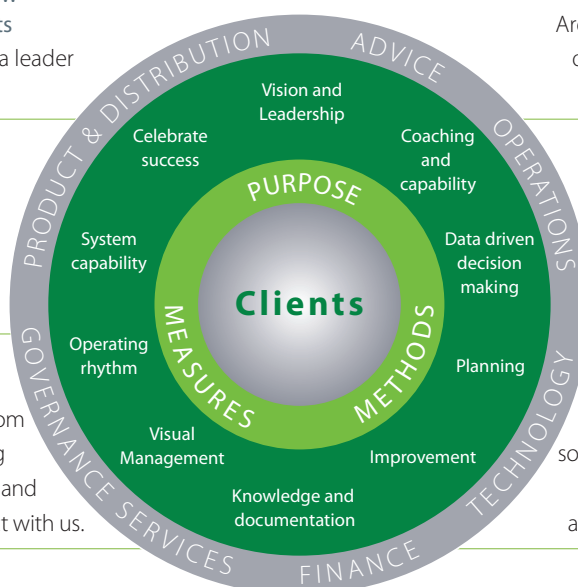 ts
a leader
Are
PRODUCT & DISTRIBUTION
ADVICE
OPERATIONS
TECHNOLOGY
FINANCE
GOVERNANCE SERVICES
Vision and
Leadership
Coaching
and
capability
Data driven
decision
making
Planning
Improvement
Knowledge and
documentation
Visual
Management
Operating
rhythm
System
capability
Celebrate
success
PURPOSE
METHODS
MEASURES
Clients
om
g
and
t with us.
so
a